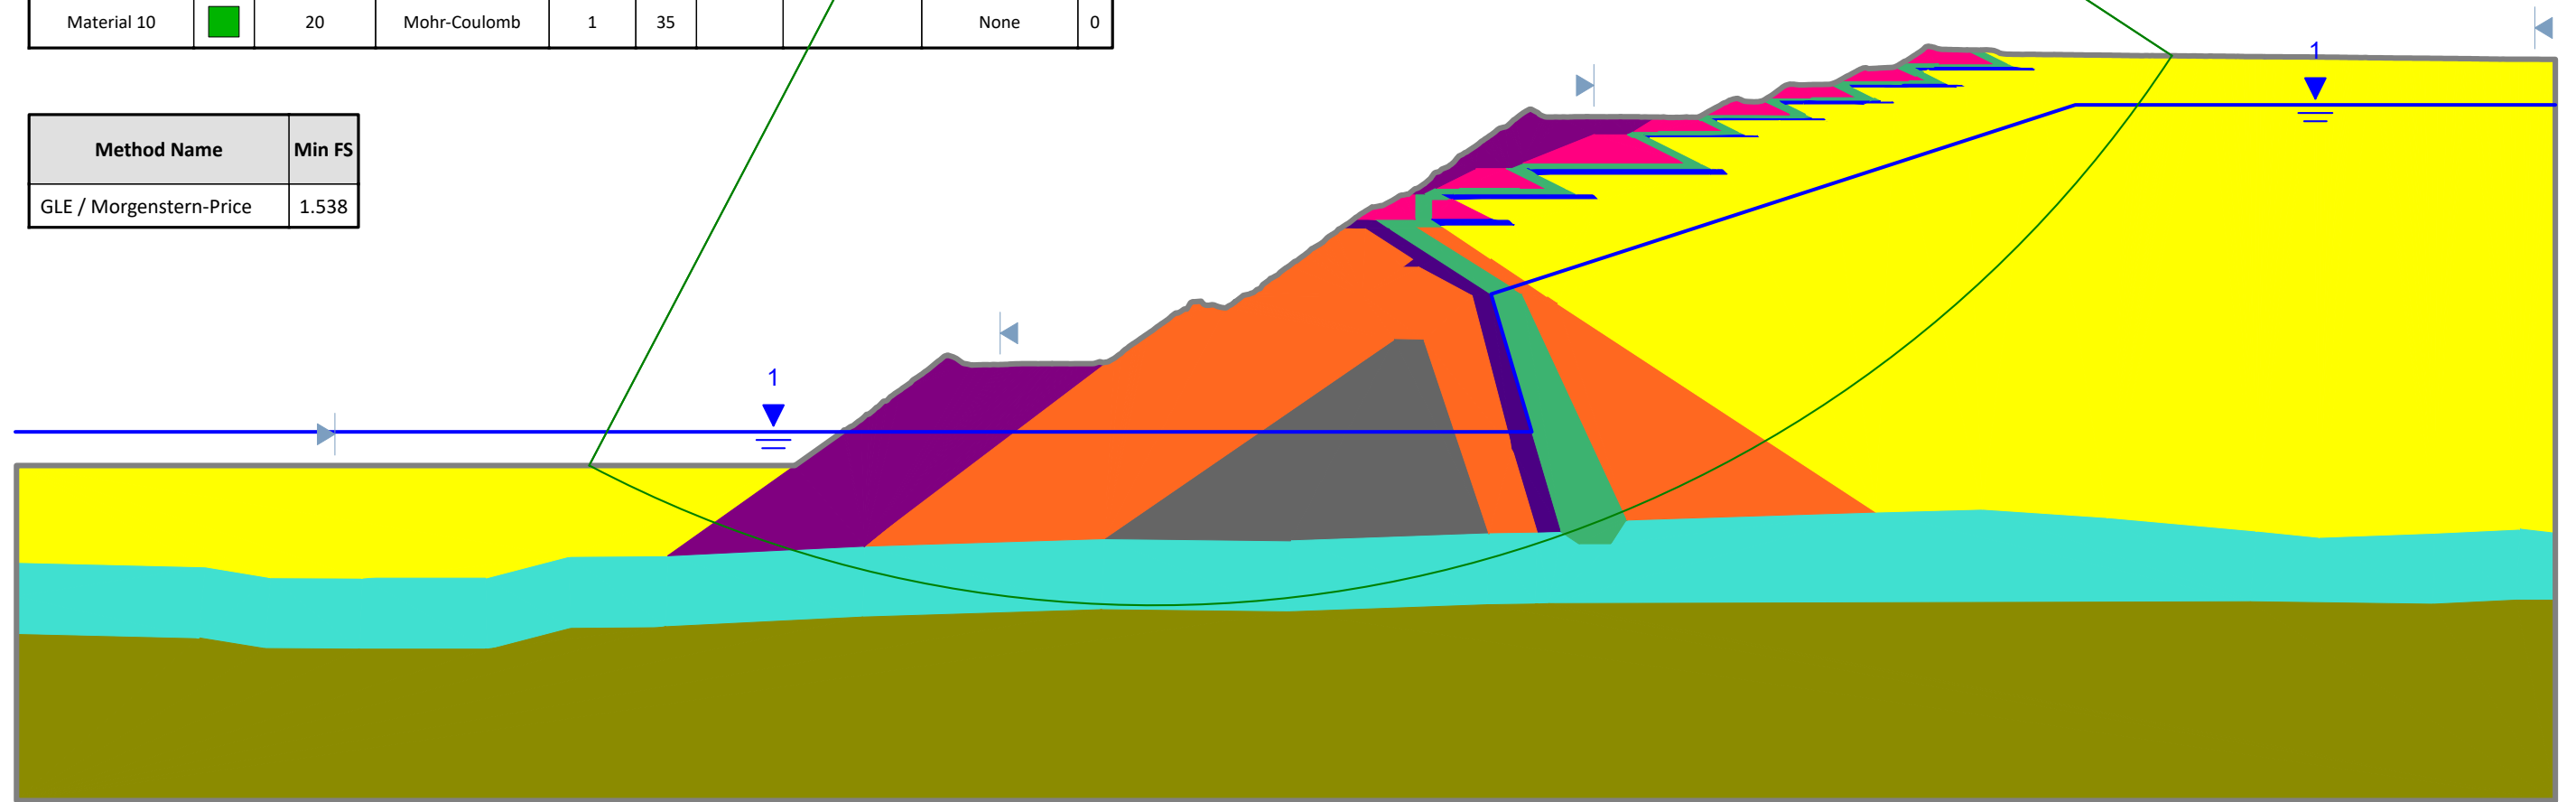 Material 10 20 Mohr-Coulomb 1 35 None 0
Method Name Min FS
GLE / Morgenstern-Price 1.538
1
1